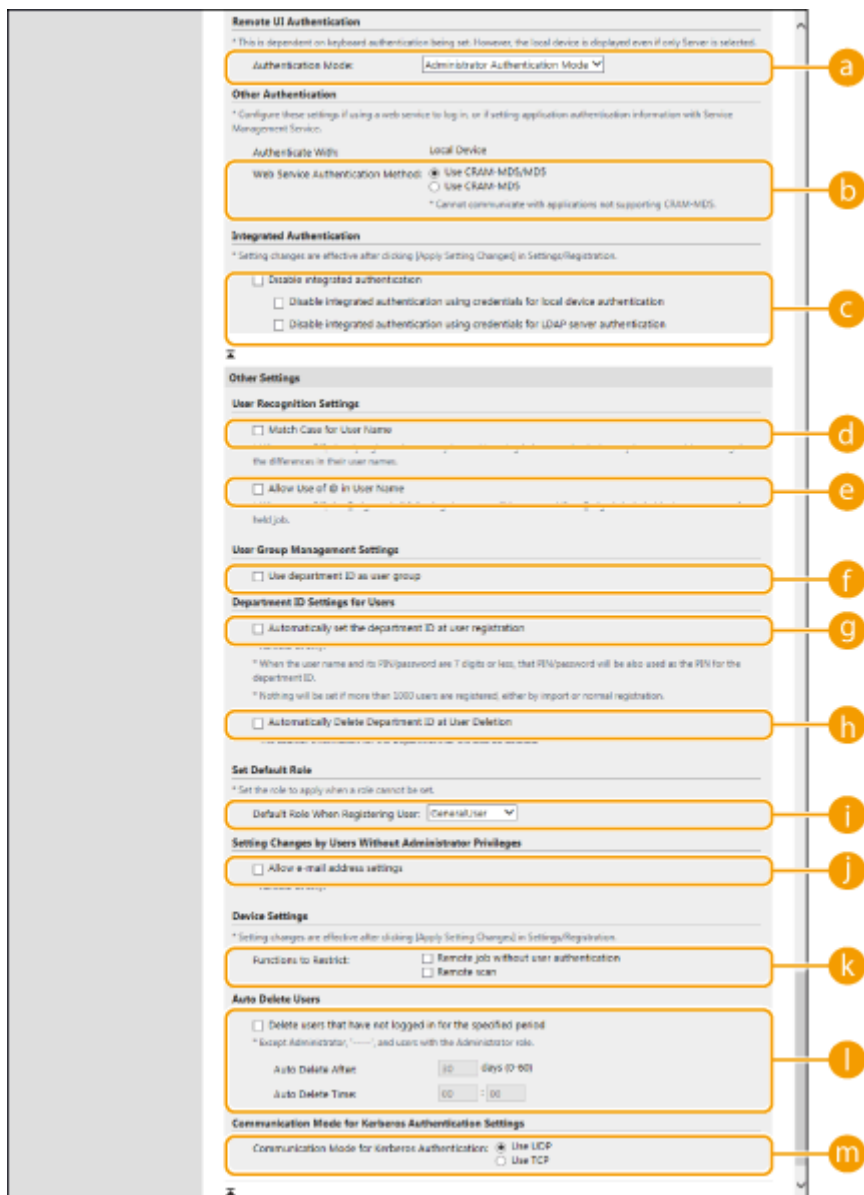 Remote UI Authentication
* This is dependent on keyboard authentication being set. However, the local device is displayed even if only Server is selected.
Authentication Mode: Administrator Authentication Mode
a
Other Authentication
* Configure these settings if using a web service to log in, or if setting application authentication information with Service
Management Service.
Authenticate With: Local Device
Web Service Authentication Method: Use CRAM-MD5/MD5
Use CRAM-MD5
b
* Cannot communicate with applications not supporting CRAM-MD5.
Integrated Authentication
* Setting changes are effective after clicking [Apply Setting Changes] in Settings/Registration.
Disable integrated authentication
Disable integrated authentication using credentials for local device authentication
c
Disable integrated authentication using credentials for LDAP server authentication
Other Settings
User Recognition Settings
Match Case for User Name
d
the differences in their user names.
Allow Use of @ in User Name
e
held job.
User Group Management Settings
Use department ID as user group
f
Department ID Settings for Users
Automatically set the department ID at user registration
g
* When the user name and its PIN/password are 7 digits or less, that PIN/password will be also used as the PIN for the
department ID.
* Nothing will be set if more than 1000 users are registered, either by import or normal registration.
Automatically Delete Department ID at User Deletion
h
Set Default Role
* Set the role to apply when a role cannot be set.
Default Role When Registering User: GeneralUser
i
Setting Changes by Users Without Administrator Privileges
Allow e-mail address settings
j
Device Settings
* Setting changes are effective after clicking [Apply Setting Changes] in Settings/Registration.
Functions to Restrict: Remote job without user authentication
Remote scan
k
Auto Delete Users
Delete users that have not logged in for the specified period
* Except Administrator, '-----', and users with the Administrator role.
l
Auto Delete After: days (0-60)
Auto Delete Time: 00 : 00
Communication Mode for Kerberos Authentication Settings
Communication Mode for Kerberos Authentication: Use UDP
Use TCP
m